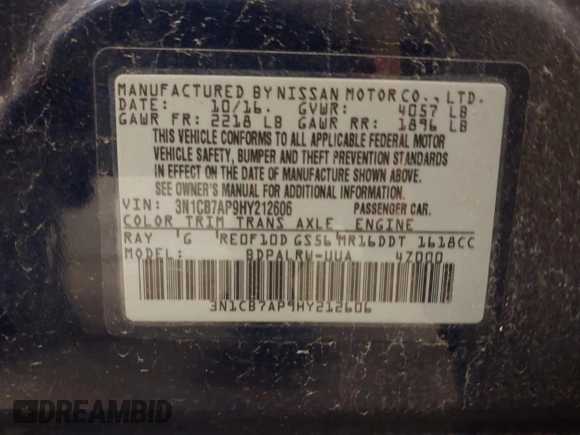 MANUFACTURED BY NISSAN MOTOR CO., LTD.
DATE: 10/16. GVWR: 4057 LB
GAWR FR: 2218 LB GAWR RR: 1896 LB
THIS VEHICLE CONFORMS TO ALL APPLICABLE FEDERAL MOTOR
VEHICLE SAFETY, BUMPER AND THEFT PREVENTION STANDARDS
IN EFFECT ON THE DATE OF MANUFACTURE SHOWN ABOVE.
SEE OWNER'S MANUAL FOR ADDITIONAL INFORMATION.
VIN: 3N1CB7AP9HY212606 PASSENGER CAR.
COLOR TRIM TRANS AXLE ENGINE
RAY G RE0F10D GS56 MR16DDT 1618CC
MODEL: BDPALRW-UUA 4Z000
3N1CB7AP9HY212606
DREAMBID